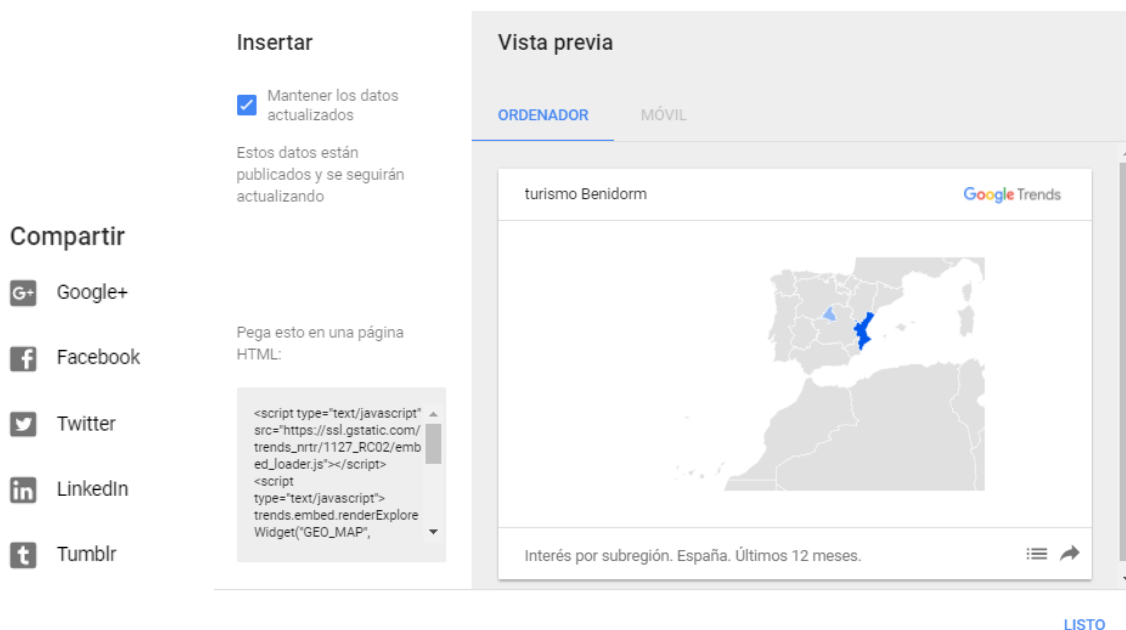 Compartir
Google+
Facebook
Twitter
LinkedIn
Tumblr
Insertar
Mantener los datos
actualizados
Estos datos están
publicados y se seguirán
actualizando
Pega esto en una página
HTML:
<script type="text/javascript"
src="https://ssl.gstatic.com/
trends_nrtr/1127_RC02/emb
ed_loader.js"></script>
<script
type="text/javascript">
trends.embed.renderExplore
Widget("GEO_MAP",
Vista previa
ORDENADOR MÓVIL
turismo Benidorm Google Trends
Interés por subregión. España. Últimos 12 meses.
LISTO